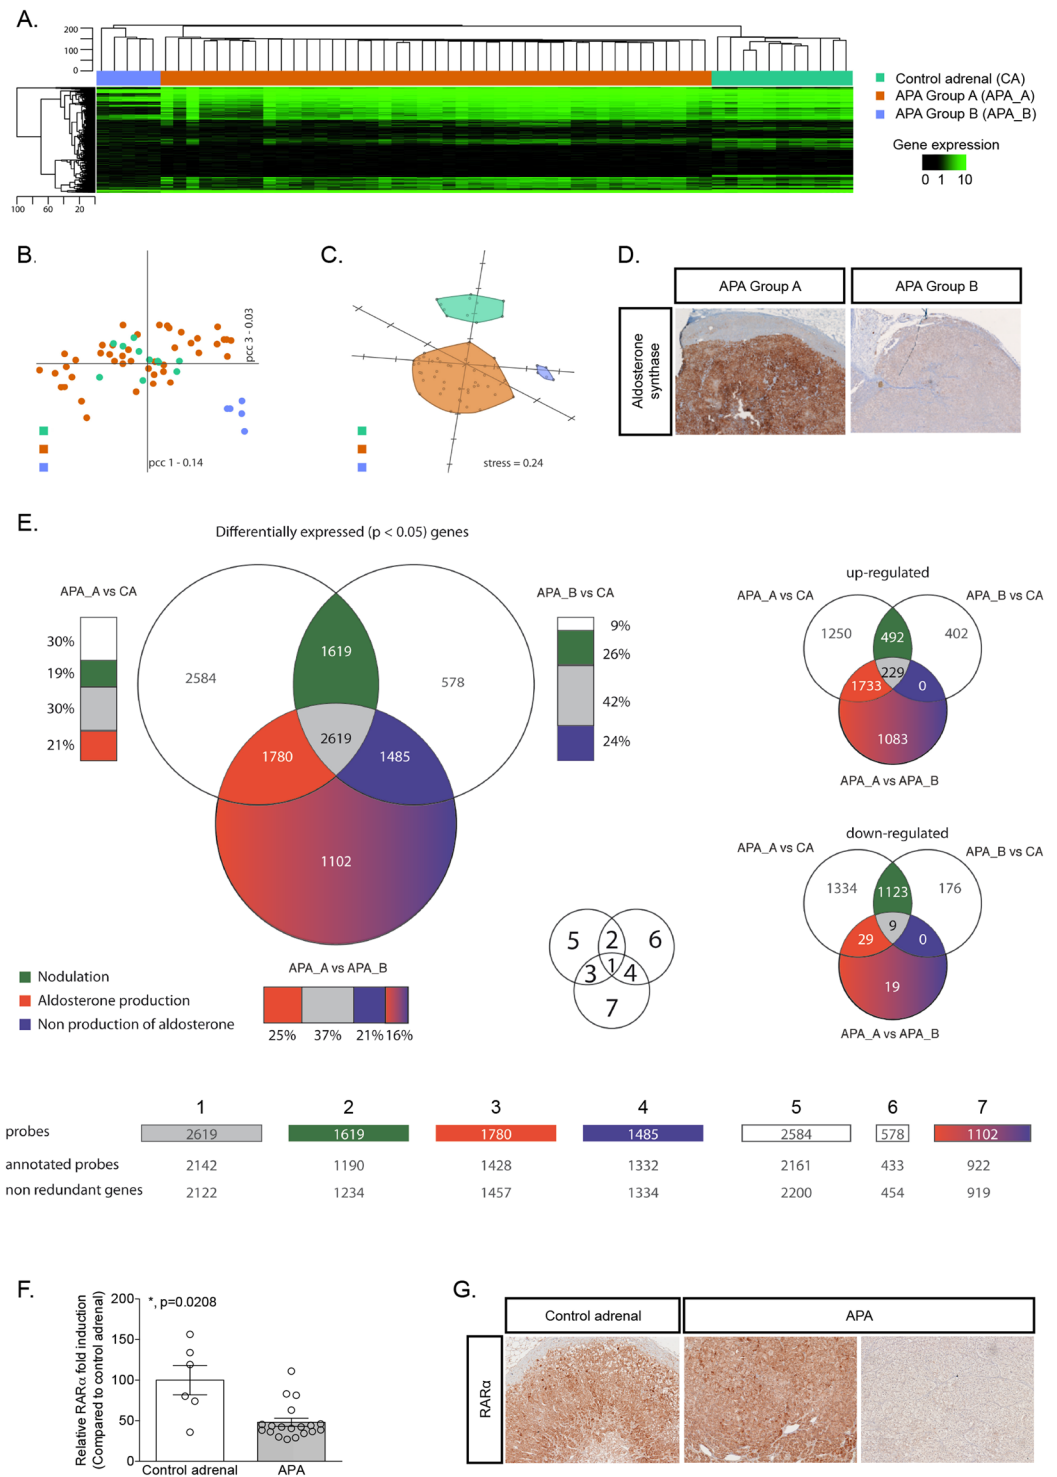 A.
200
100
0
100 60 20
Control adrenal (CA)
APA Group A (APA_A)
APA Group B (APA_B)
Gene expression
0 1 10
B.
pcc 3 - 0.03
pcc 1 - 0.14
C.
stress = 0.24
D.
APA Group A
APA Group B
Aldosterone
synthase
E.
Differentially expressed (p < 0.05) genes
APA_A vs CA
30%
19%
30%
21%
2584
1619
578
2619
1780
1485
1102
APA_B vs CA
9%
26%
42%
24%
APA_A vs APA_B
25% 37% 21% 16%
Nodulation
Aldosterone production
Non production of aldosterone
5 2 6
3 1 4
7
up-regulated
APA_A vs CA
APA_B vs CA
1250 492 402
229
1733 0
1083
APA_A vs APA_B
down-regulated
APA_A vs CA
APA_B vs CA
1334 1123 176
9
29 0
19
APA_A vs APA_B
1 2 3 4 5 6 7
probes 2619 1619 1780 1485 2584 578 1102
annotated probes 2142 1190 1428 1332 2161 433 922
non redundant genes 2122 1234 1457 1334 2200 454 919
F.
Relative RARα fold induction
(Compared to control adrenal)
200
150
100
50
0
*, p=0.0208
Control adrenal APA
G.
Control adrenal
APA
RARα